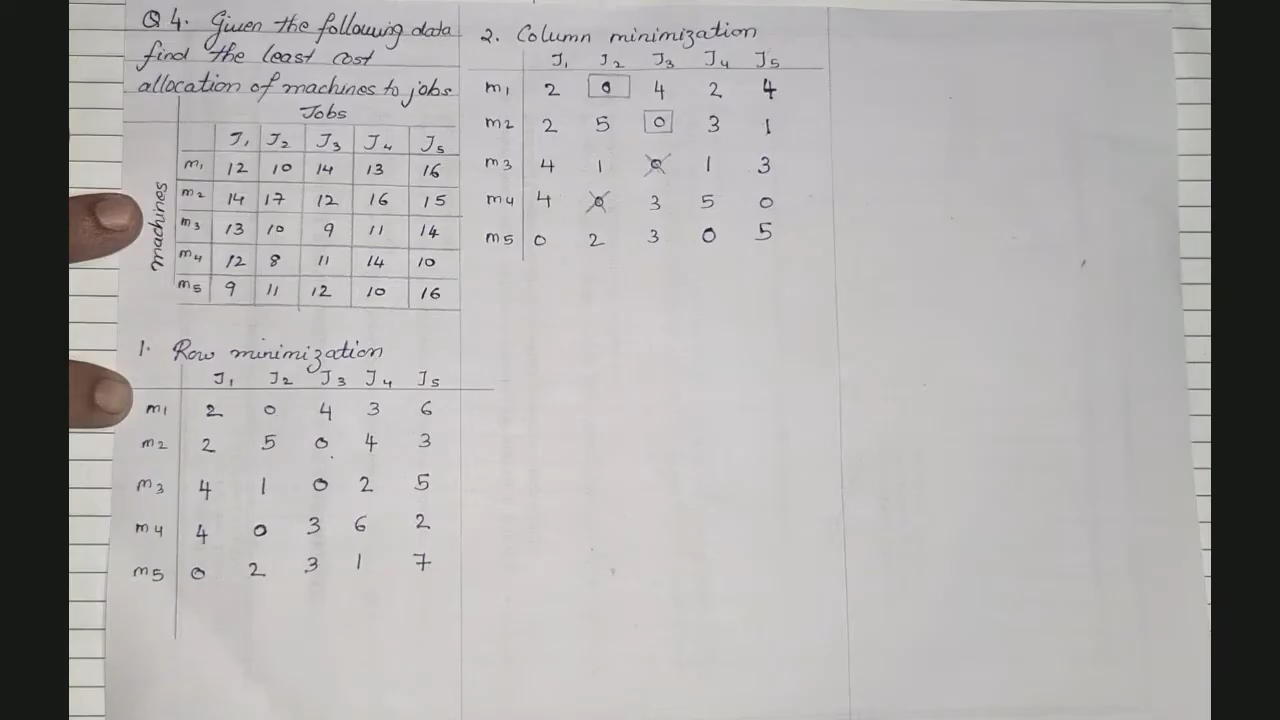 Q 4. Given the following data
find the least cost
allocation of machines to jobs.
Jobs
machines
J1 J2 J3 J4 J5
m1 12 10 14 13 16
m2 14 17 12 16 15
m3 13 10 9 11 14
m4 12 8 11 14 10
m5 9 11 12 10 16
1. Row minimization
J1 J2 J3 J4 J5
m1 2 0 4 3 6
m2 2 5 0 4 3
m3 4 1 0 2 5
m4 4 0 3 6 2
m5 0 2 3 1 7
2. Column minimization
J1 J2 J3 J4 J5
m1 2 0 4 2 4
m2 2 5 0 3 1
m3 4 1 0 1 3
m4 4 0 3 5 0
m5 0 2 3 0 5